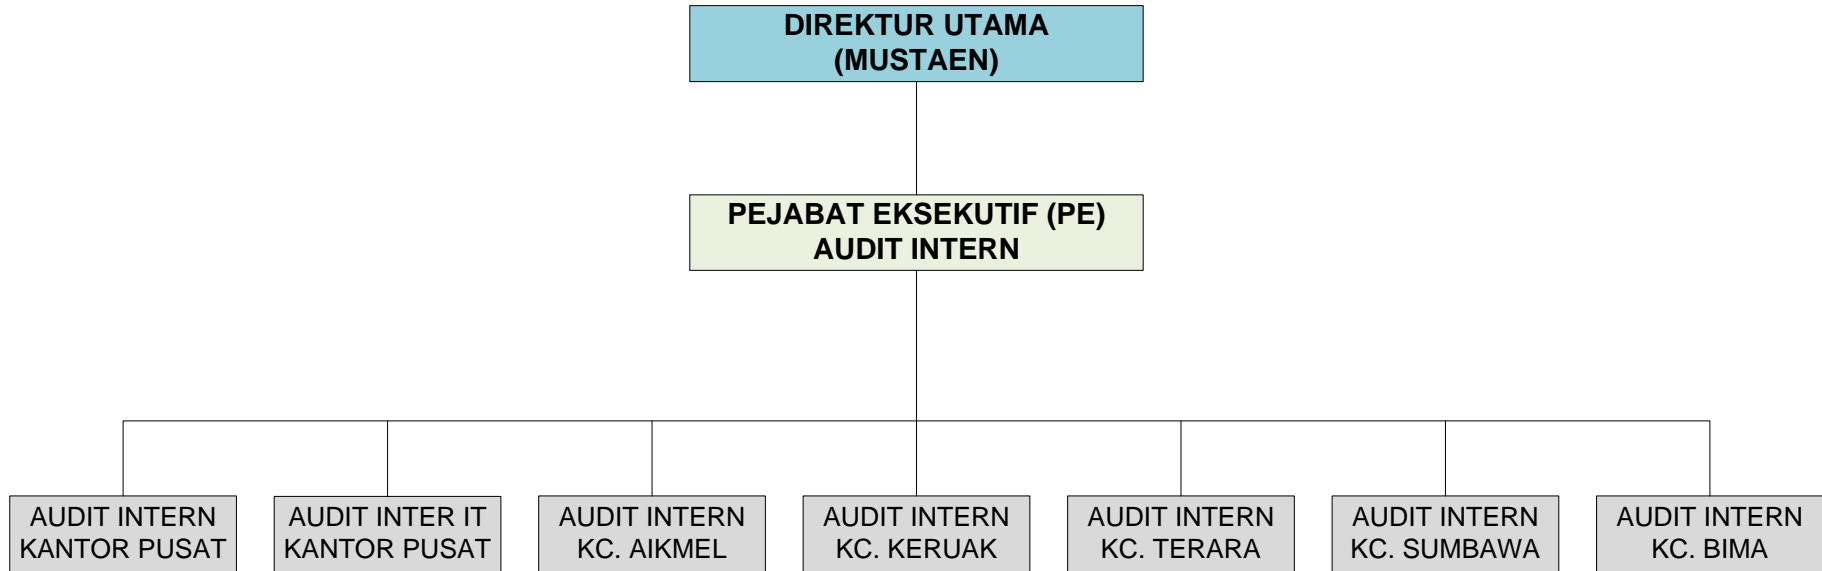 DIREKTUR UTAMA
(MUSTAEN)
PEJABAT EKSEKUTIF (PE)
AUDIT INTERN
AUDIT INTERN
KANTOR PUSAT
AUDIT INTER IT
KANTOR PUSAT
AUDIT INTERN
KC. AIKMEL
AUDIT INTERN
KC. KERUAK
AUDIT INTERN
KC. TERARA
AUDIT INTERN
KC. SUMBAWA
AUDIT INTERN
KC. BIMA